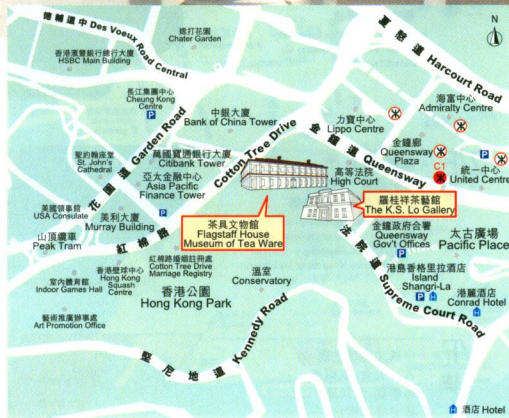 德輔道中 Des Voeux Road Central
遮打花園
Chater Garden
夏慤道 Harcourt Road
N
香港滙豐銀行總行大廈
HSBC Main Building
長江集團中心
Cheung Kong
Centre
P
中銀大廈
Bank of China Tower
力寶中心
Lippo Centre
海富中心
Admiralty Centre
金鐘廊
Queensway
Plaza
金鐘道 Queensway
C1
統一中心
United Centre
花園道 Garden Road
聖約翰座堂
St. John's
Cathedral
萬國寶通銀行大廈
Citibank Tower
亞太金融中心
Asia Pacific
Finance Tower
紅棉路 Cotton Tree Drive
高等法院
High Court
羅桂祥茶藝館
The K.S. Lo Gallery
茶具文物館
Flagstaff House
Museum of Tea Ware
美國領事館
USA Consulate
美利大廈
Murray Building
P
山頂纜車
Peak Tram
金鐘政府合署
Queensway
Gov't Offices
P
太古廣場
Pacific Place
法院道 Supreme Court Road
香港壁球中心
Hong Kong
Squash
Centre
紅棉路婚姻註冊處
Cotton Tree Drive
Marriage Registry
溫室
Conservatory
室內體育館
Indoor Games Hall
香港公園
Hong Kong Park
港島香格里拉酒店
Island
Shangri-La
P
H
港麗酒店
Conrad Hotel
H
藝術推廣辦事處
Art Promotion Office
堅尼地道 Kennedy Road
H 酒店 Hotel